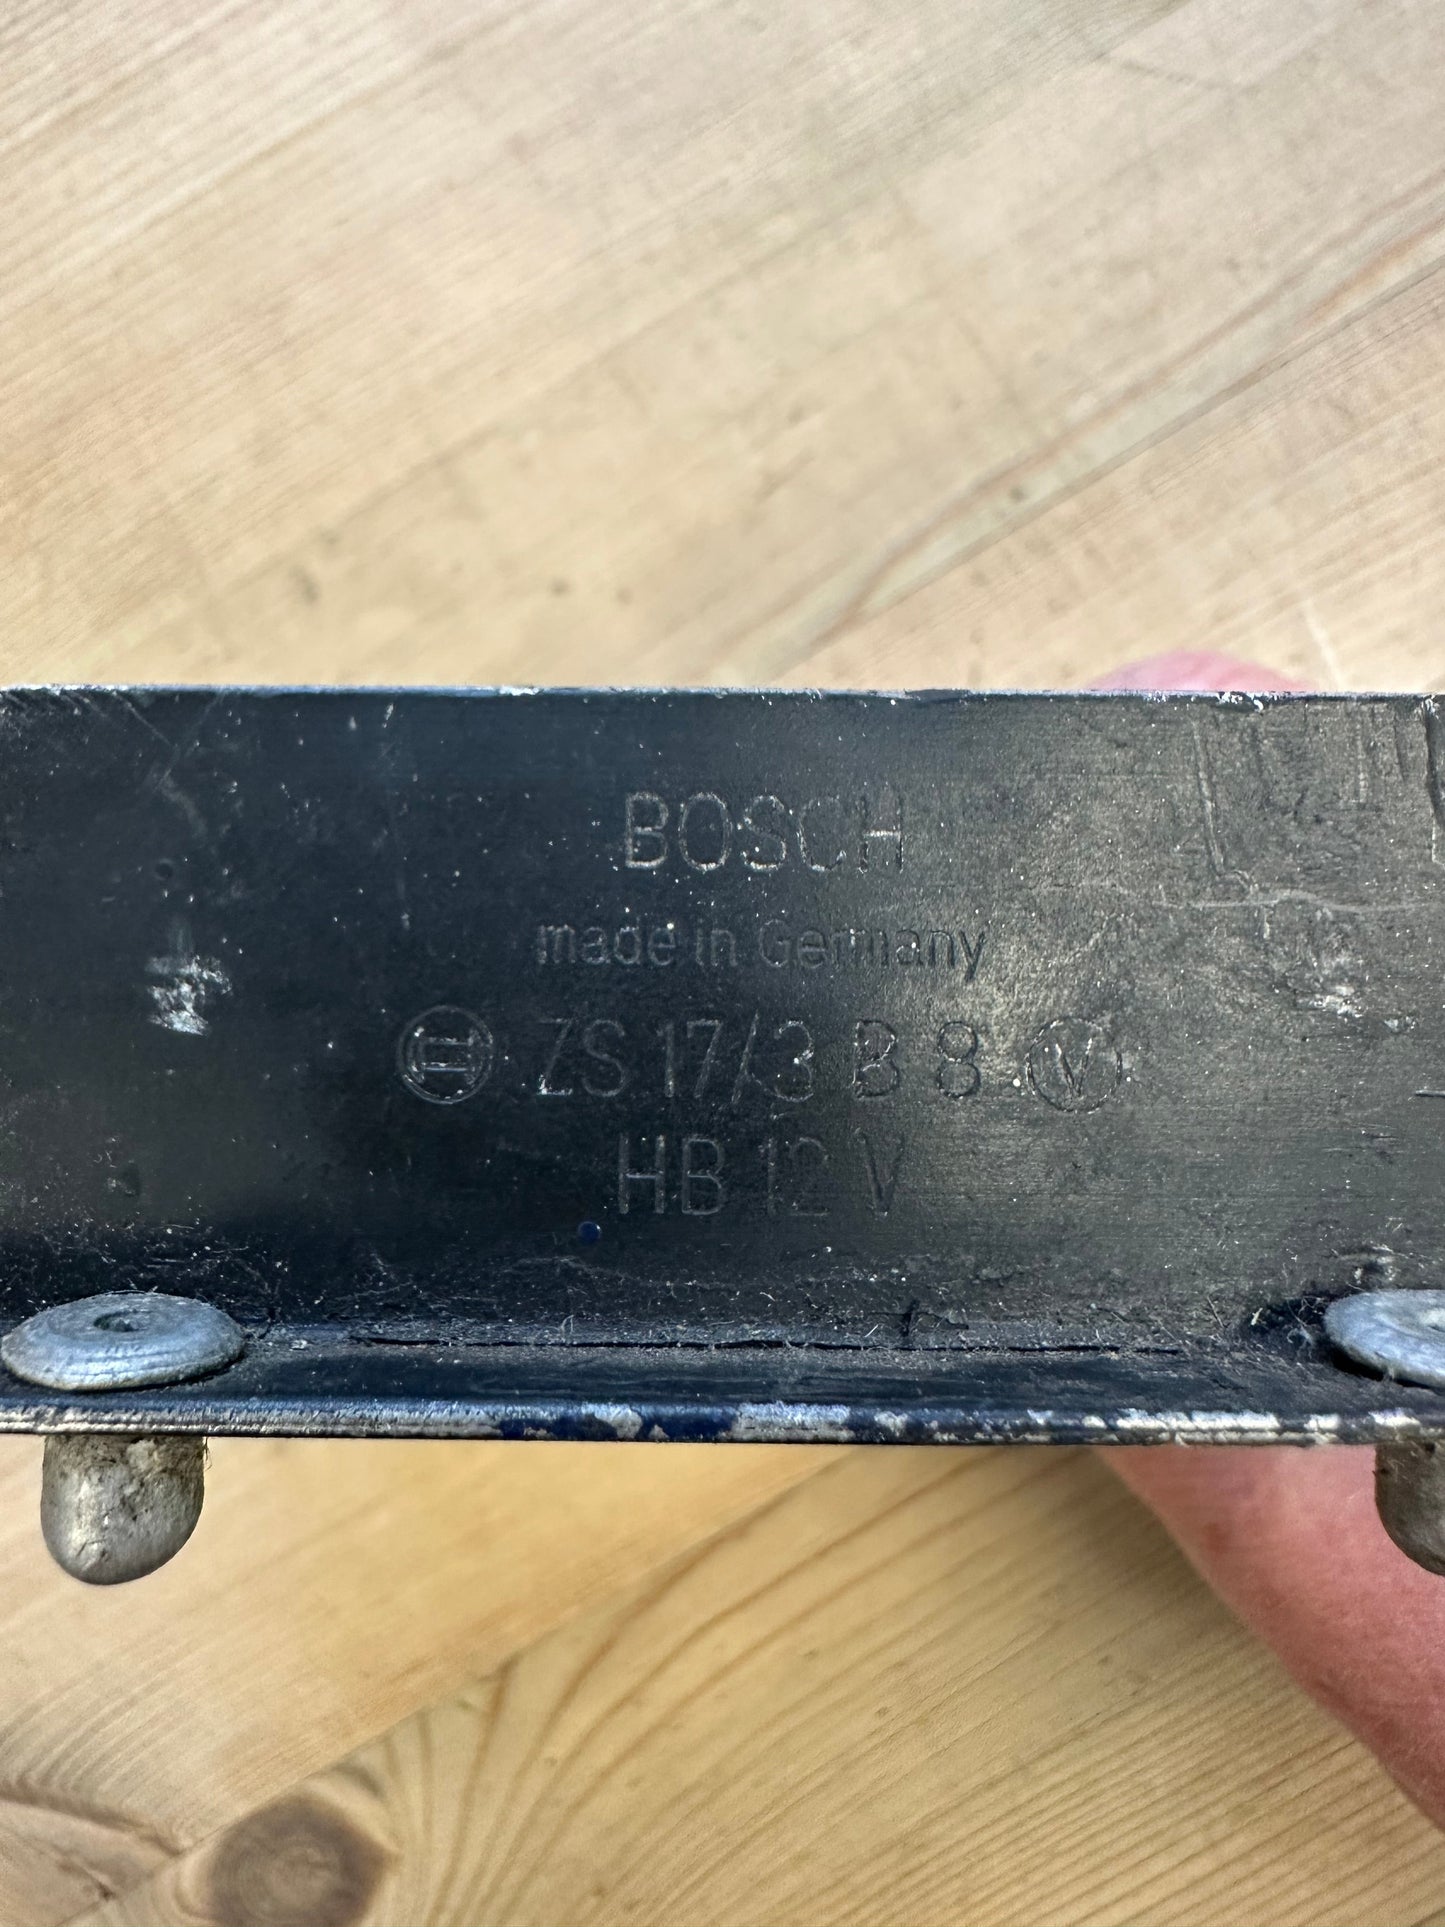 BOSCH
made in Germany
ZS 17/3 B 8 V
HB 12 V